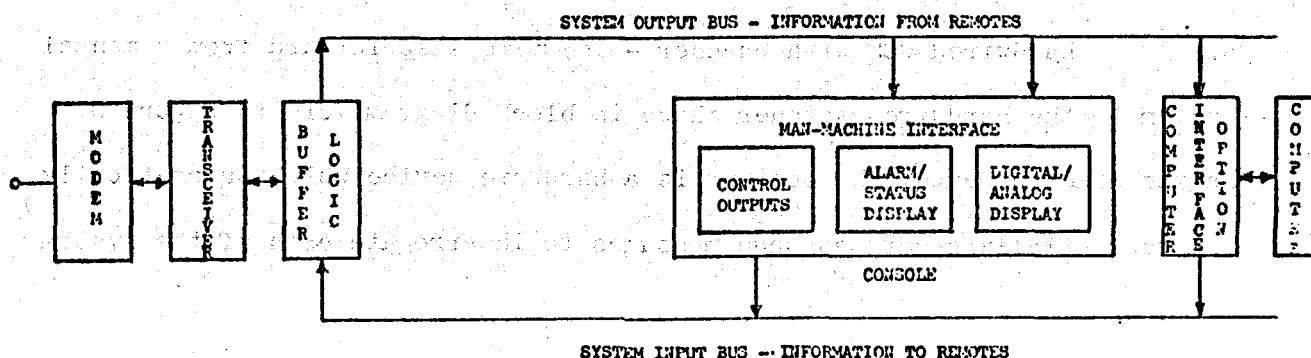 SYSTEM OUTPUT BUS - INFORMATION FROM REMOTES
MODEM
TRANSCEIVER
BUFFER
LOGIC
MAN-MACHINE INTERFACE
CONTROL
OUTPUTS
ALARM/
STATUS
DISPLAY
DIGITAL/
ANALOG
DISPLAY
CONSOLE
COMPUTER
INTERFACE
OPTION
COMPUTER
SYSTEM INPUT BUS - INFORMATION TO REMOTES